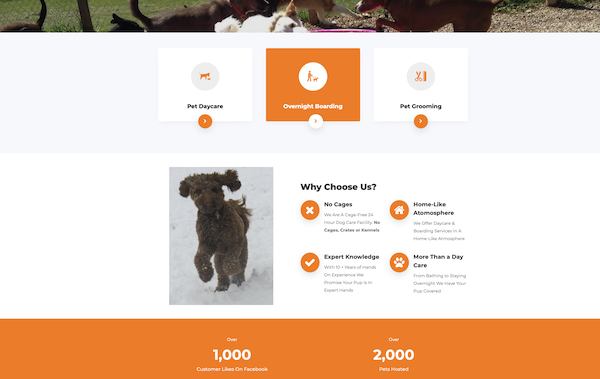 Pet Daycare
Overnight Boarding
Pet Grooming
Why Choose Us?
No Cages
We Are A Cage-Free 24
Hour Dog Care Facility. No
Cages, Crates or Kennels
Home-Like
Atomosphere
We Offer Daycare &
Boarding Services In A
Home Like Atmosphere
Expert Knowledge
With 10 + Years of Hands
On Experience We
Promise Your Pup Is In
Expert Hands
More Than a Day
Care
From Bathing to Staying
Overnight We Have Your
Pup Covered
Over
1,000
Customer Likes On Facebook
Over
2,000
Pets Hosted